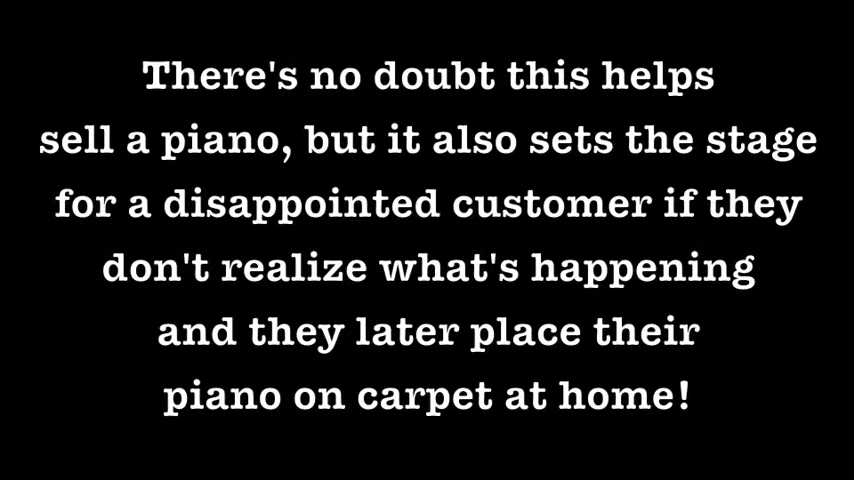 There's no doubt this helps
sell a piano, but it also sets the stage
for a disappointed customer if they
don't realize what's happening
and they later place their
piano on carpet at home!